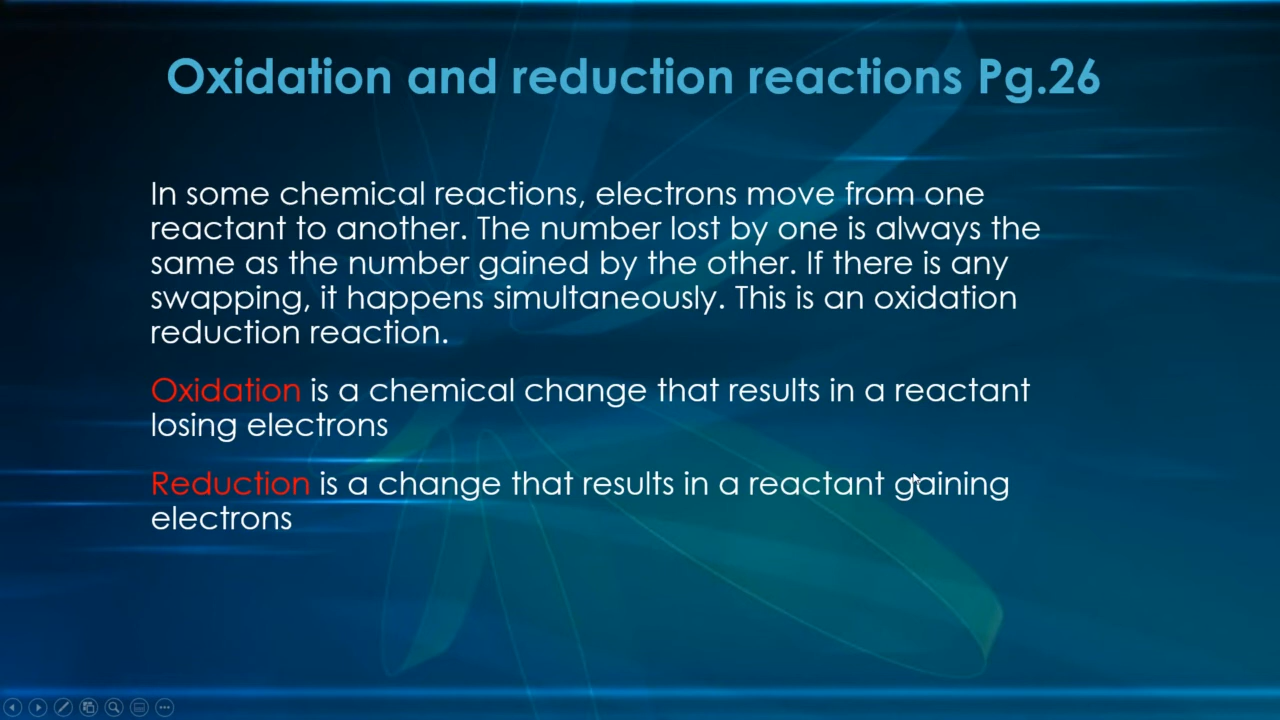 Oxidation and reduction reactions Pg.26
In some chemical reactions, electrons move from one
reactant to another. The number lost by one is always the
same as the number gained by the other. If there is any
swapping, it happens simultaneously. This is an oxidation
reduction reaction.
Oxidation is a chemical change that results in a reactant
losing electrons
Reduction is a change that results in a reactant gaining
electrons